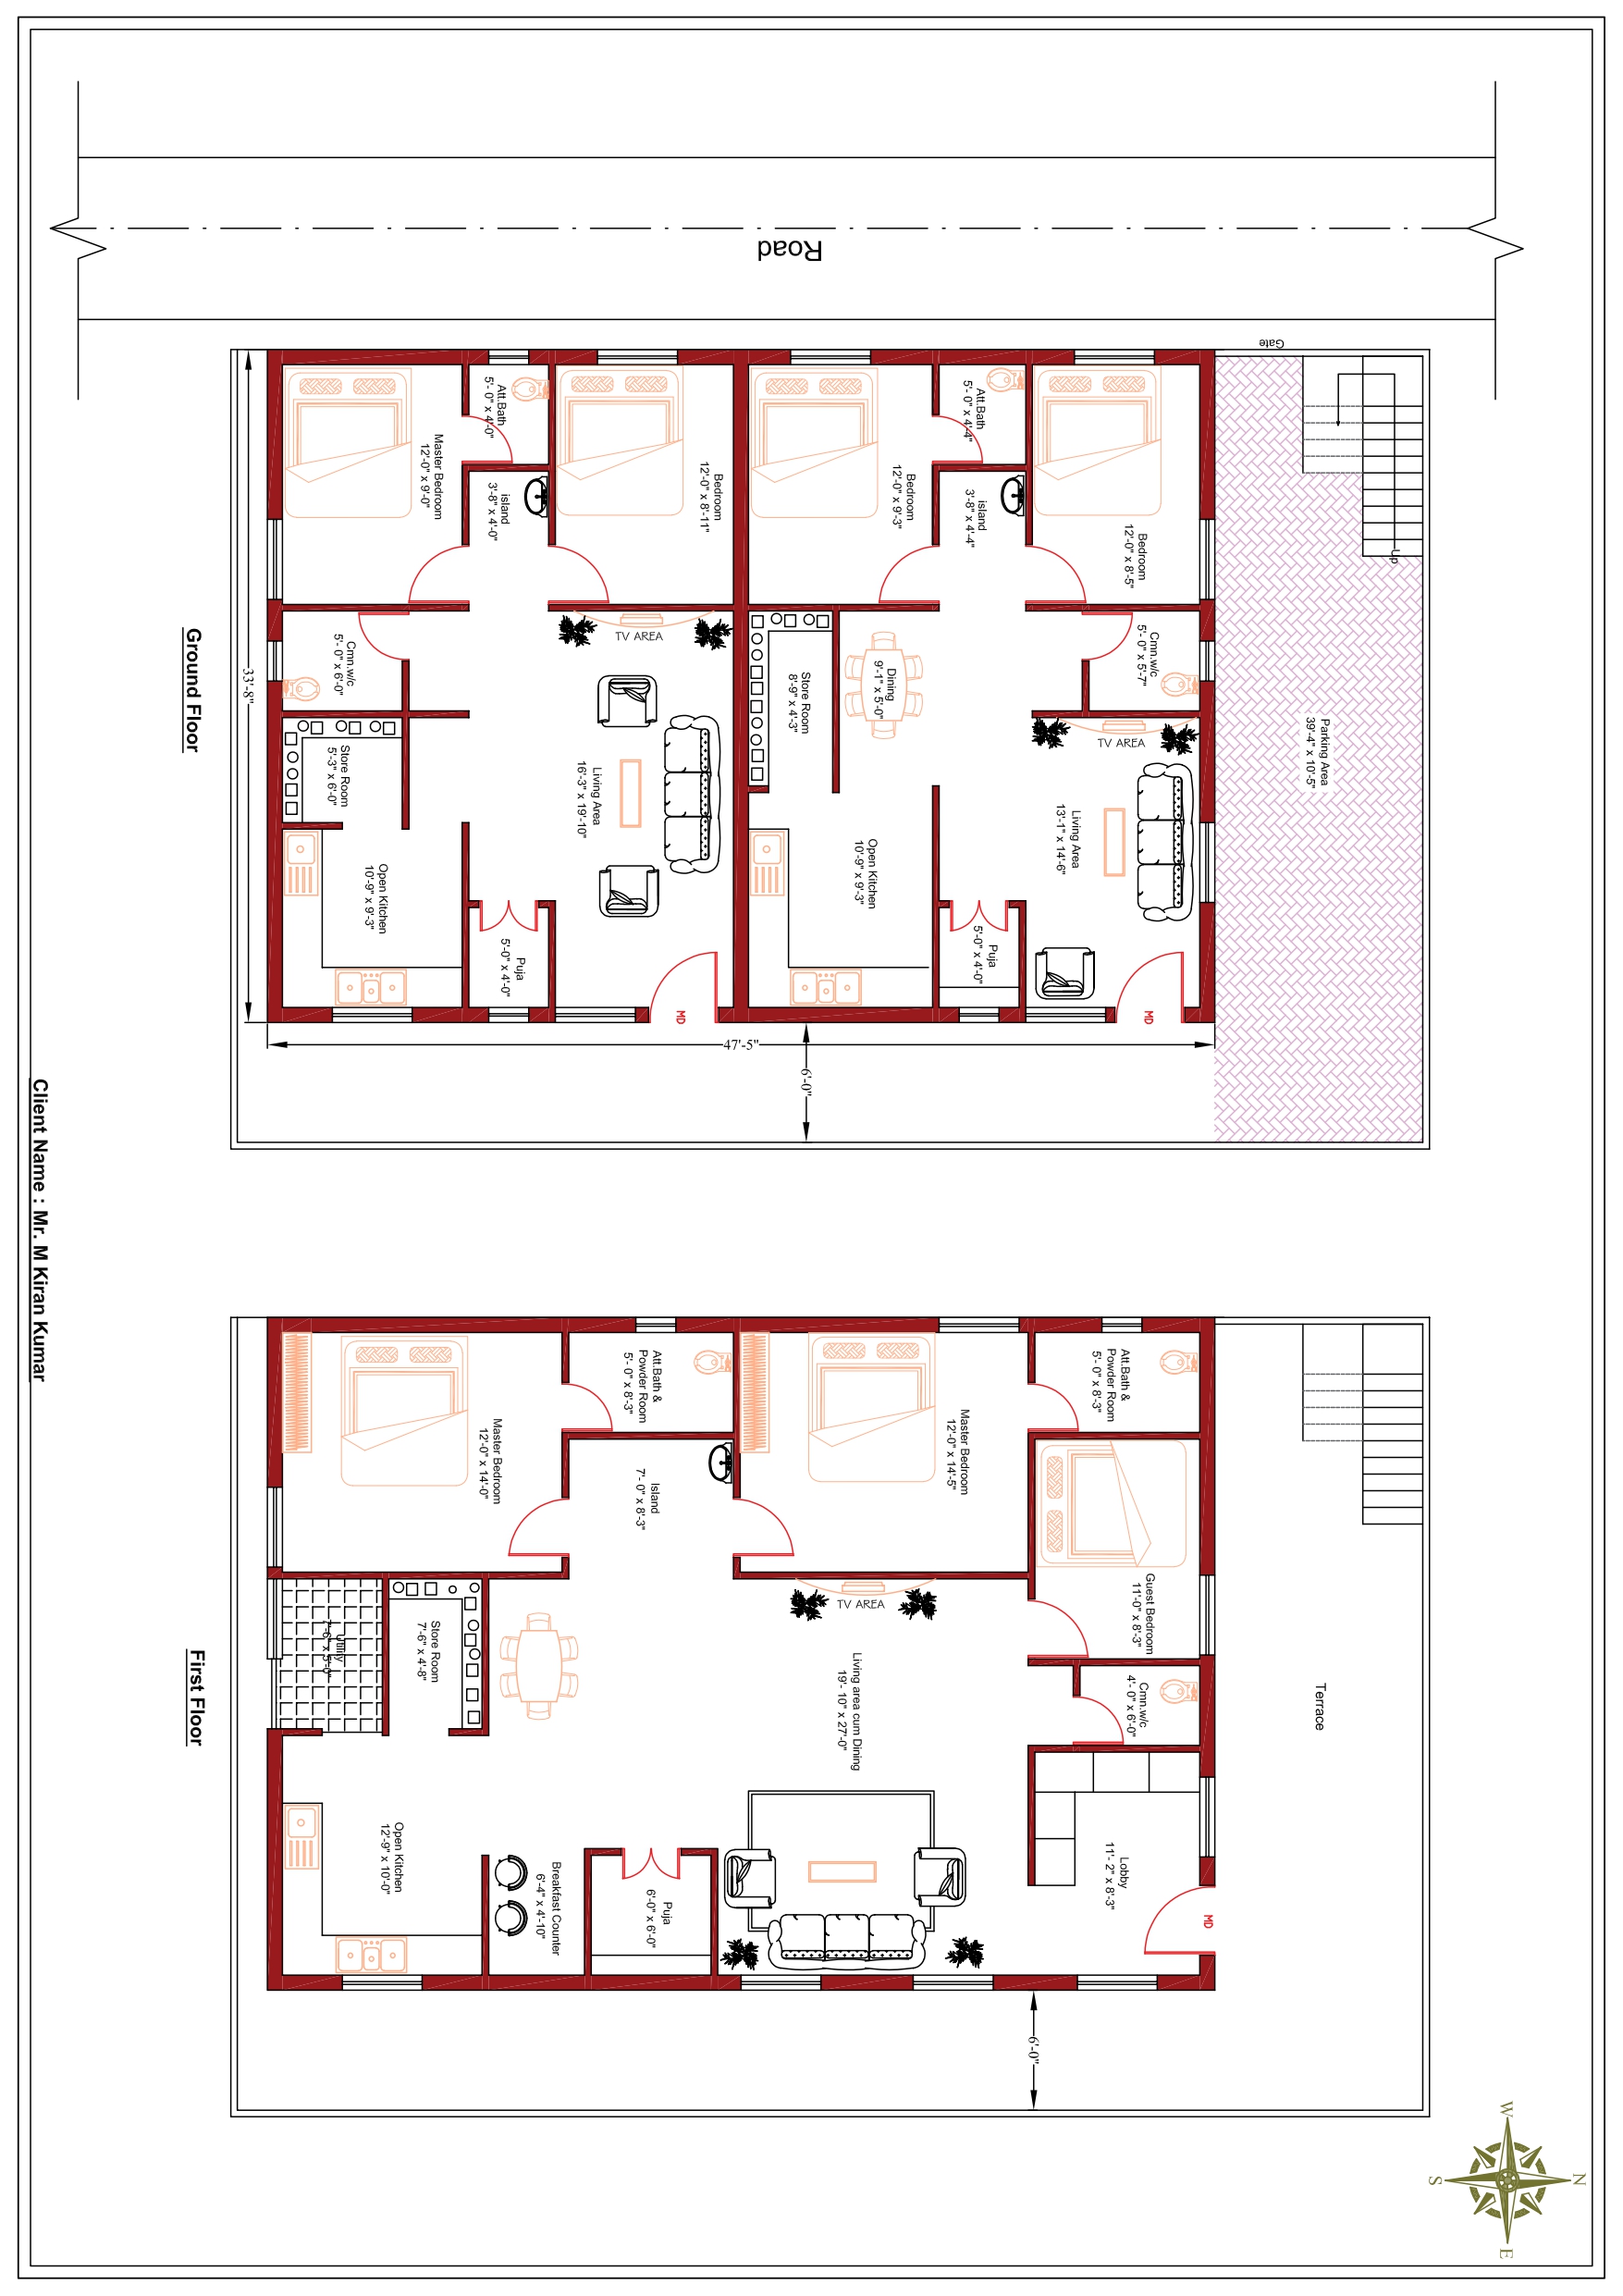 Road
Gate
Up
Att.Bath
5'- 0" x 4'-0"
Att.Bath
5'- 0" x 4'-4"
Master Bedroom
12'-0" x 9'-0"
island
3'-8" x 4'-0"
Bedroom
12'-0" x 8'-11"
Bedroom
12'-0" x 9'-3"
island
3'-8" x 4'-4"
Bedroom
12'-0" x 8'-5"
Cmn.w/c
5'- 0" x 6'-0"
TV AREA
Store Room
8'-9" x 4'-3"
Dining
9'-1" x 5'-0"
Cmn.w/c
5'- 0" x 5'-7"
TV AREA
Parking Area
39'-4" x 10'-5"
Store Room
5'-3" x 6'-0"
Living Area
16'-3" x 19'-10"
Living Area
13'-1" x 14'-6"
Open Kitchen
10'-9" x 9'-3"
Open Kitchen
10'-9" x 9'-3"
Puja
5'-0" x 4'-0"
Puja
5'-0" x 4'-0"
MD
MD
33'-8"
47'-5"
6'-0"
Ground Floor
Client Name : Mr. M Kiran Kumar
Att.Bath &
Powder Room
5'- 0" x 8'-3"
Att.Bath &
Powder Room
5'- 0" x 8'-3"
Master Bedroom
12'-0" x 14'-0"
Island
7'- 0" x 8'-3"
Master Bedroom
12'-0" x 14'-5"
Guest Bedroom
11'-0" x 8'-3"
TV AREA
Utility
7'-6" x 5'-0"
Store Room
7'-6" x 4'-8"
Living area cum Dining
19'- 10" x 27'-0"
Cmn.w/c
4'- 0" x 6'-0"
Terrace
Open Kitchen
12'-9" x 10'-0"
Breakfast Counter
6'-4" x 4'-10"
Puja
6'-0" x 6'-0"
Lobby
11'- 2" x 8'-3"
MD
6'-0"
First Floor
W
N
S
E